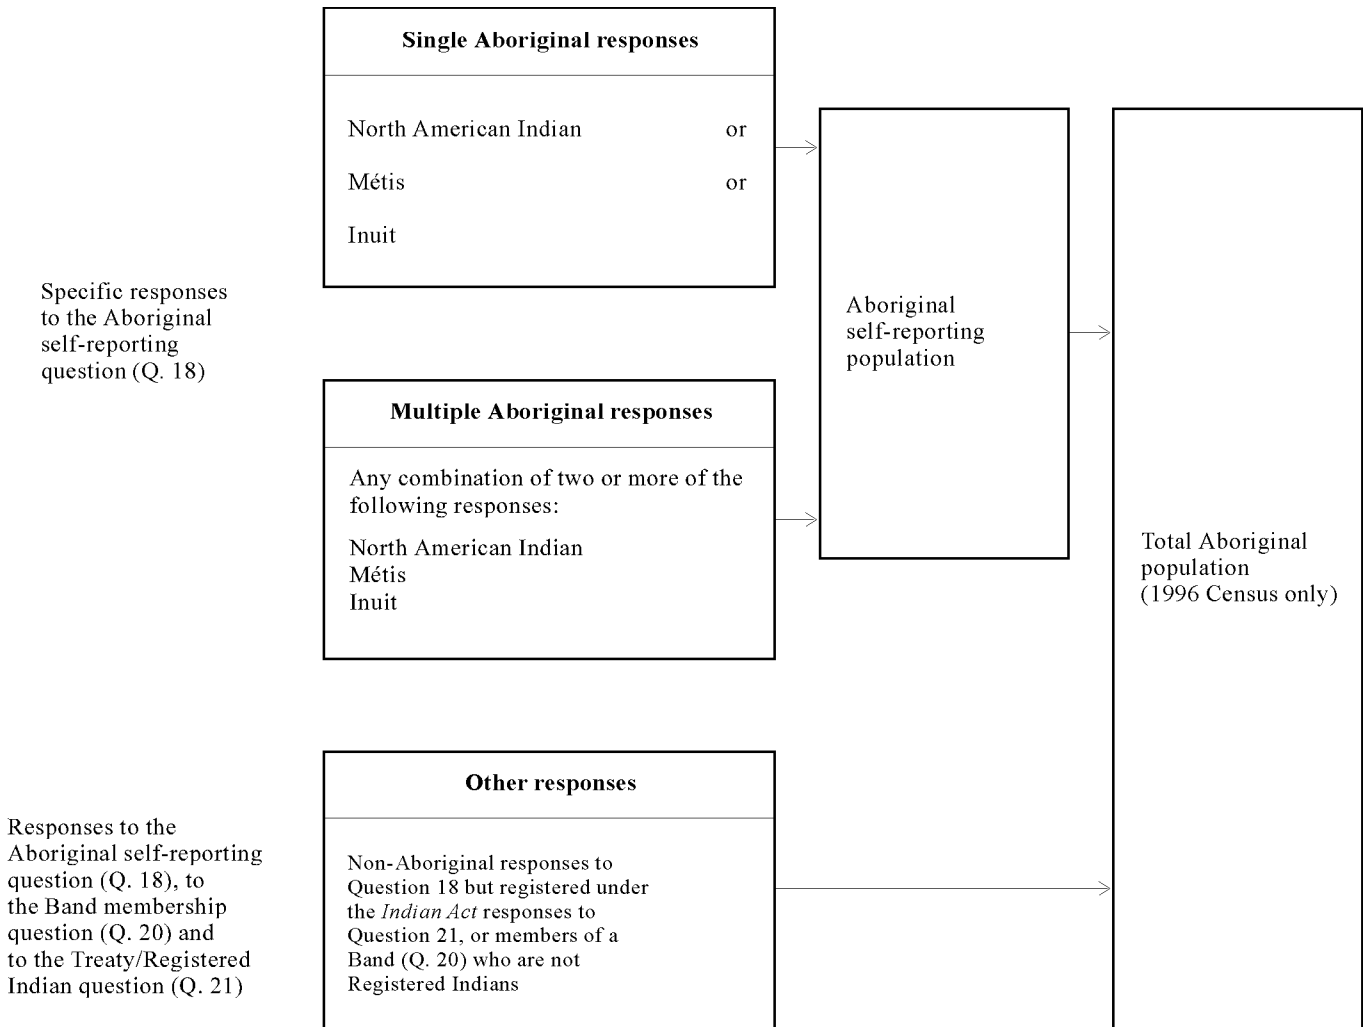 Single Aboriginal responses
North American Indian or
Métis or
Inuit
Specific responses
to the Aboriginal
self-reporting
question (Q. 18)
Aboriginal
self-reporting
population
Multiple Aboriginal responses
Any combination of two or more of the
following responses:
North American Indian
Métis
Inuit
Total Aboriginal
population
(1996 Census only)
Other responses
Responses to the
Aboriginal self-reporting
question (Q. 18), to
the Band membership
question (Q. 20) and
to the Treaty/Registered
Indian question (Q. 21)
Non-Aboriginal responses to
Question 18 but registered under
the Indian Act responses to
Question 21, or members of a
Band (Q. 20) who are not
Registered Indians